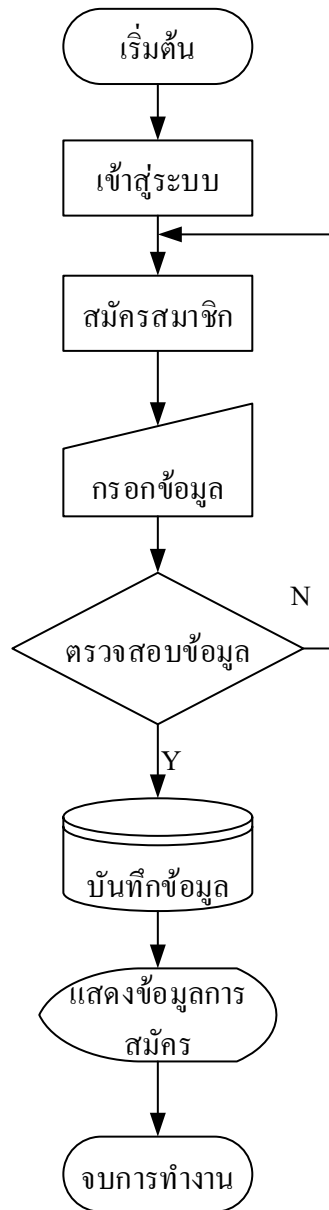 เริ่มต้น
เข้าสู่ระบบ
สมัครสมาชิก
กรอกข้อมูล
N
ตรวจสอบข้อมูล
Y
บันทึกข้อมูล
แสดงข้อมูลการ
สมัคร
จบการทำงาน